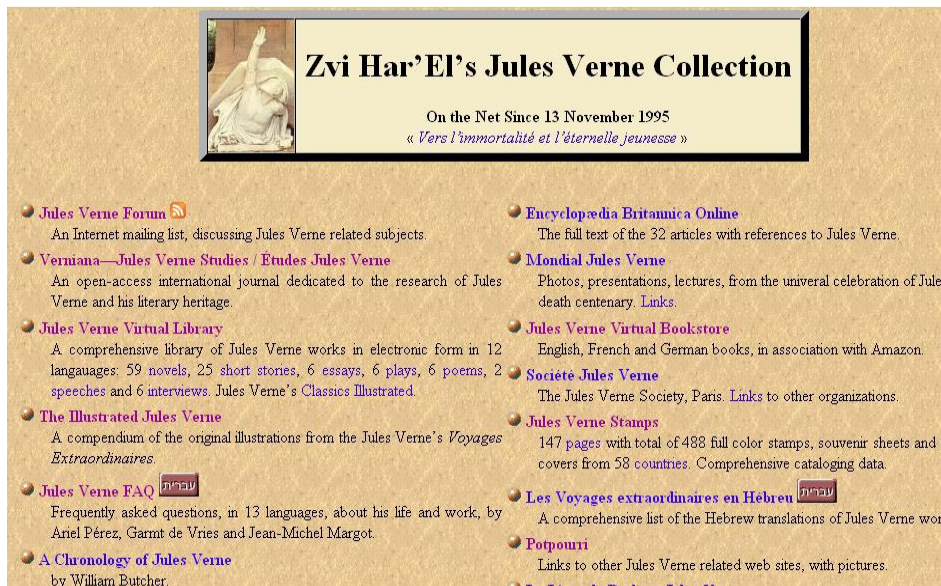 Zvi Har’El’s Jules Verne Collection
On the Net Since 13 November 1995
« Vers l’immortalité et l’éternelle jeunesse »
Jules Verne Forum
An Internet mailing list, discussing Jules Verne related subjects.
Verniana—Jules Verne Studies / Études Jules Verne
An open-access international journal dedicated to the research of Jules
Verne and his literary heritage.
Jules Verne Virtual Library
A comprehensive library of Jules Verne works in electronic form in 12
langauages: 59 novels, 25 short stories, 6 essays, 6 plays, 6 poems, 2
speeches and 6 interviews. Jules Verne’s Classics Illustrated.
The Illustrated Jules Verne
A compendium of the original illustrations from the Jules Verne’s Voyages
Extraordinaires.
Jules Verne FAQ עברית
Frequently asked questions, in 13 languages, about his life and work, by
Ariel Pérez, Garmt de Vries and Jean-Michel Margot.
A Chronology of Jules Verne
by William Butcher.
Encyclopædia Britannica Online
The full text of the 32 articles with references to Jules Verne.
Mondial Jules Verne
Photos, presentations, lectures, from the univeral celebration of Jule
death centenary. Links.
Jules Verne Virtual Bookstore
English, French and German books, in association with Amazon.
Société Jules Verne
The Jules Verne Society, Paris. Links to other organizations.
Jules Verne Stamps
147 pages with total of 488 full color stamps, souvenir sheets and
covers from 58 countries. Comprehensive cataloging data.
Les Voyages extraordinaires en Hébreu עברית
A comprehensive list of the Hebrew translations of Jules Verne wor
Potpourri
Links to other Jules Verne related web sites, with pictures.